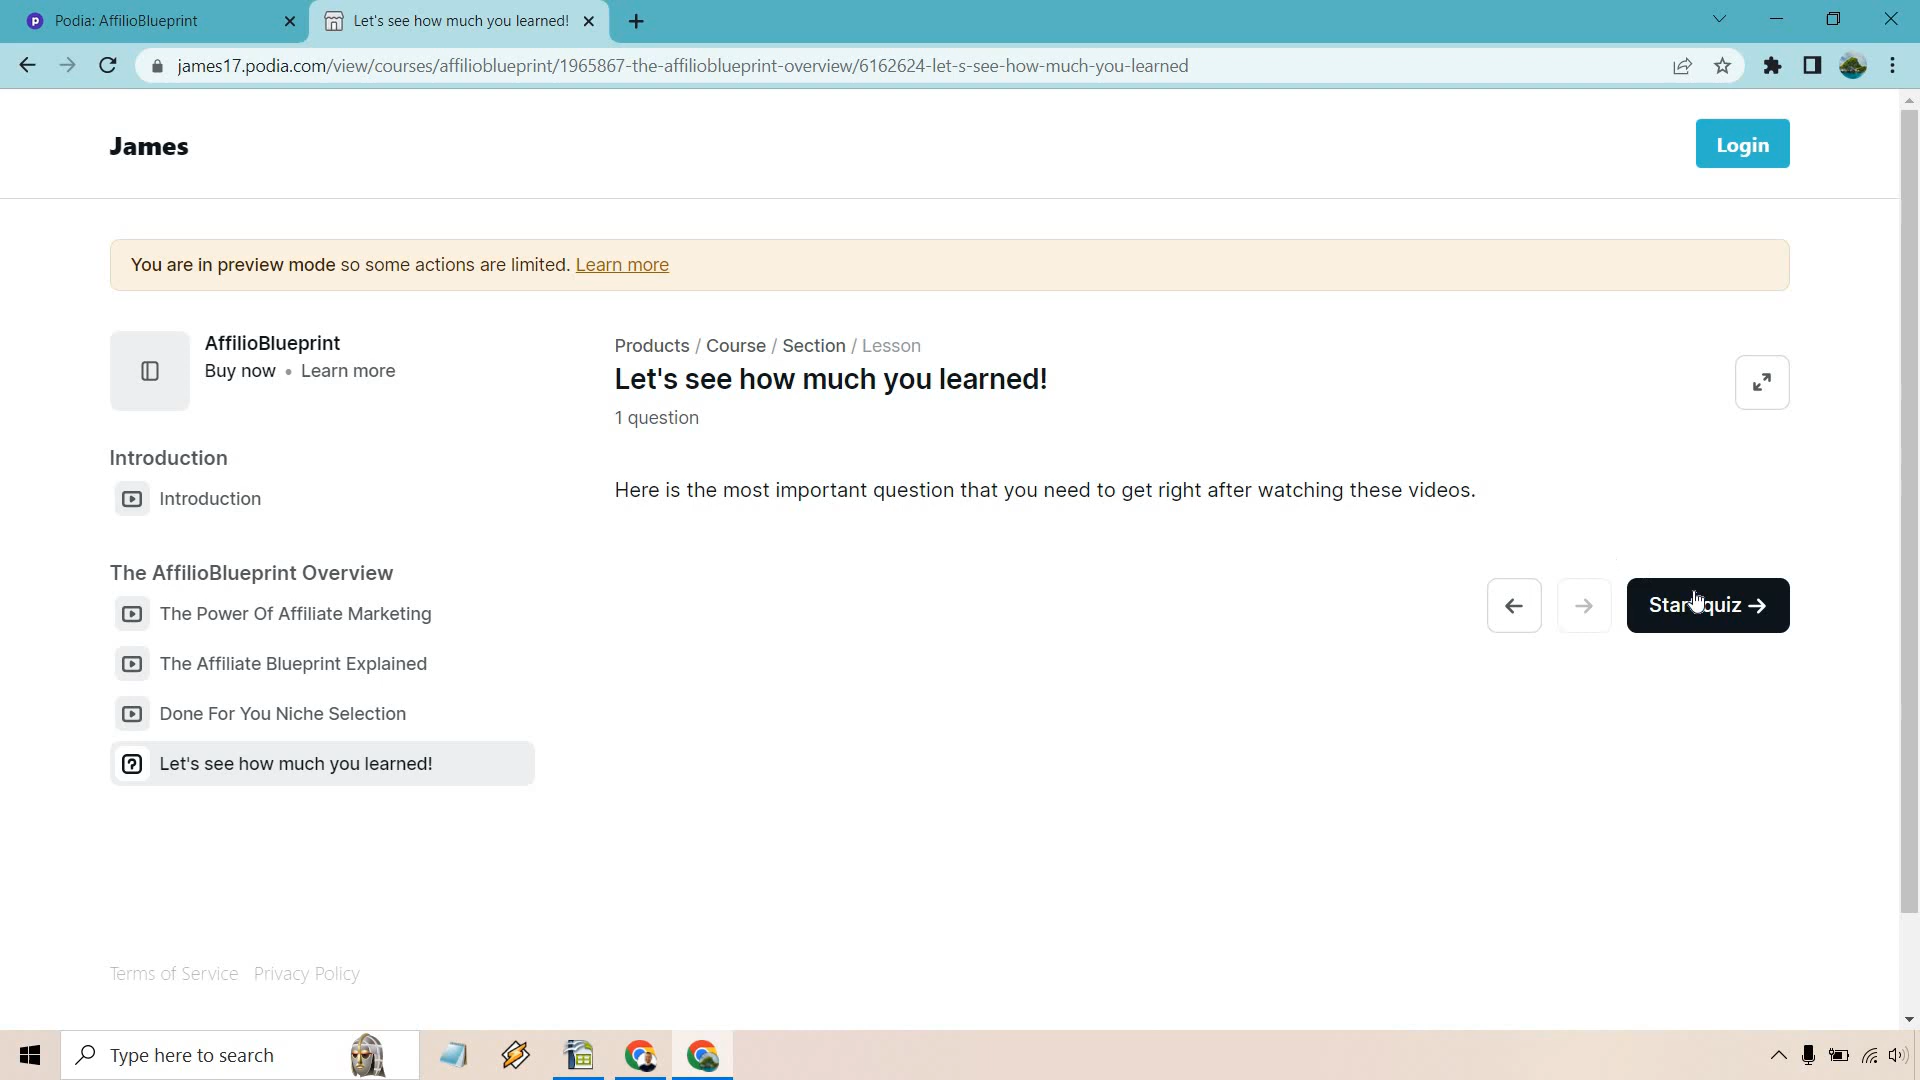 Podia: AffilioBlueprint
Let's see how much you learned!
james17.podia.com/view/courses/affilioblueprint/1965867-the-affilioblueprint-overview/6162624-let-s-see-how-much-you-learned
James
Login
You are in preview mode so some actions are limited. Learn more
AffilioBlueprint
Buy now • Learn more
Products / Course / Section / Lesson
Let's see how much you learned!
1 question
Introduction
Introduction
Here is the most important question that you need to get right after watching these videos.
The AffilioBlueprint Overview
The Power Of Affiliate Marketing
Start quiz →
The Affiliate Blueprint Explained
Done For You Niche Selection
Let's see how much you learned!
Terms of Service Privacy Policy
Type here to search